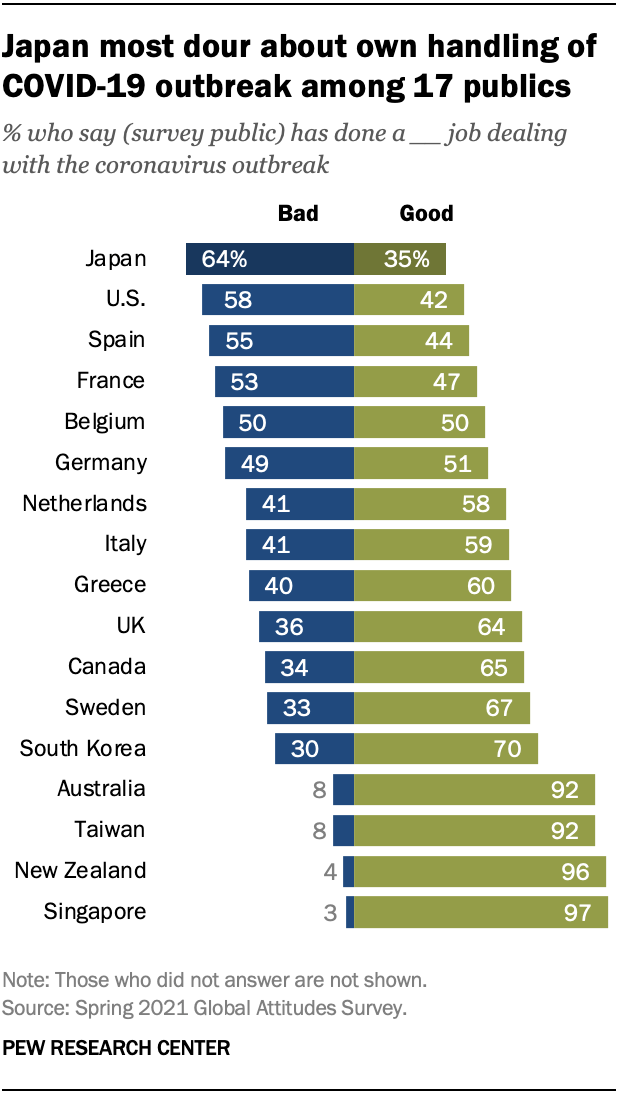 Japan most dour about own handling of
COVID-19 outbreak among 17 publics
% who say (survey public) has done a __ job dealing
with the coronavirus outbreak
Bad Good
Japan 64% 35%
U.S. 58 42
Spain 55 44
France 53 47
Belgium 50 50
Germany 49 51
Netherlands 41 58
Italy 41 59
Greece 40 60
UK 36 64
Canada 34 65
Sweden 33 67
South Korea 30 70
Australia 8 92
Taiwan 8 92
New Zealand 4 96
Singapore 3 97
Note: Those who did not answer are not shown.
Source: Spring 2021 Global Attitudes Survey.
PEW RESEARCH CENTER